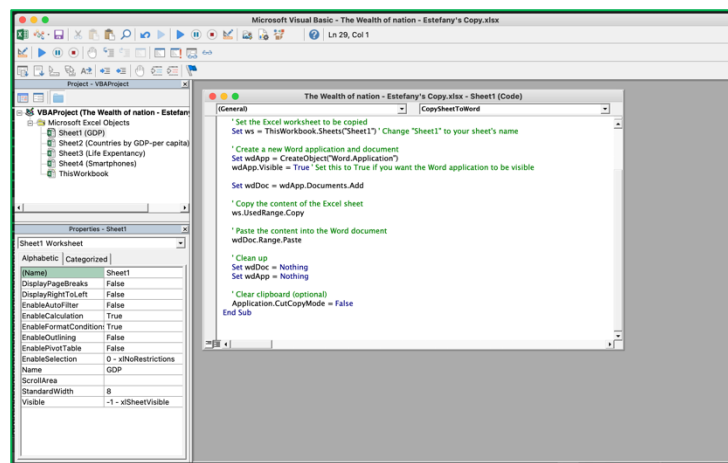 Microsoft Visual Basic - The Wealth of nation - Estefany's Copy.xlsx
Ln 29, Col 1
Project - VBAProject
VBAProject (The Wealth of nation - Estefan
Microsoft Excel Objects
Sheet1 (GDP)
Sheet2 (Countries by GDP-per capita)
Sheet3 (Life Expentancy)
Sheet4 (Smartphones)
ThisWorkbook
Properties - Sheet1
Sheet1 Worksheet
Alphabetic Categorized
(Name) Sheet1
DisplayPageBreaks False
DisplayRightToLeft False
EnableAutoFilter False
EnableCalculation True
EnableFormatCondition: True
EnableOutlining False
EnablePivotTable False
EnableSelection 0 - xlNoRestrictions
Name GDP
ScrollArea
StandardWidth 8
Visible -1 - xlSheetVisible
The Wealth of nation - Estefany's Copy.xlsx - Sheet1 (Code)
(General) CopySheetToWord
' Set the Excel worksheet to be copied
Set ws = ThisWorkbook.Sheets("Sheet1") ' Change "Sheet1" to your sheet's name
' Create a new Word application and document
Set wdApp = CreateObject("Word.Application")
wdApp.Visible = True ' Set this to True if you want the Word application to be visible
Set wdDoc = wdApp.Documents.Add
' Copy the content of the Excel sheet
ws.UsedRange.Copy
' Paste the content into the Word document
wdDoc.Range.Paste
' Clean up
Set wdDoc = Nothing
Set wdApp = Nothing
' Clear clipboard (optional)
Application.CutCopyMode = False
End Sub